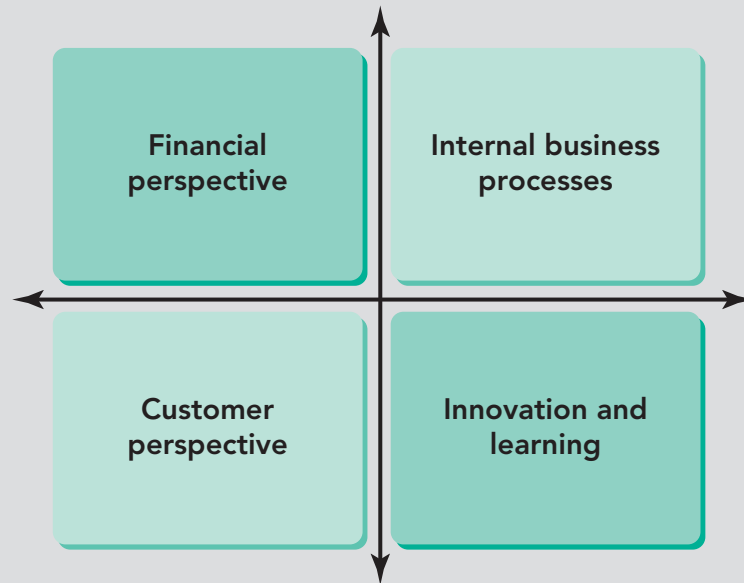 Financial
perspective
Internal business
processes
Customer
perspective
Innovation and
learning